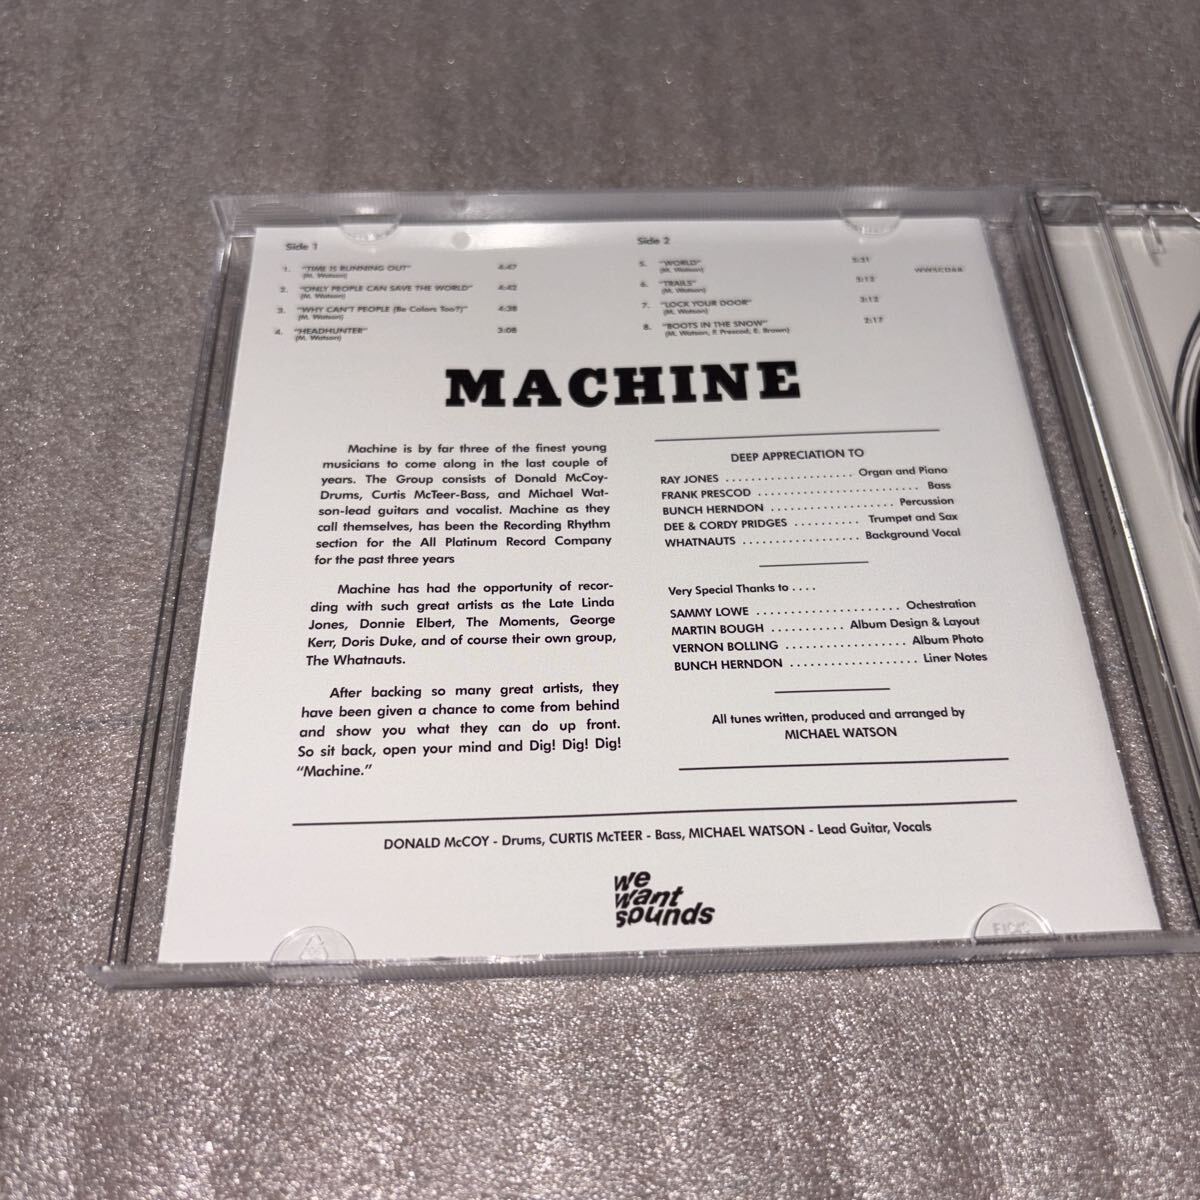 Side 1
1. "TIME IS RUNNING OUT" 4:47
(M. Watson)
2. "ONLY PEOPLE CAN SAVE THE WORLD" 4:42
(M. Watson)
3. "WHY CAN'T PEOPLE (Be Colors Too?)" 4:38
(M. Watson)
4. "HEADHUNTER" 3:08
(M. Watson)
Side 2
5. "WORLD"
(M. Watson)
6. "TRAILS"
(M. Watson)
7. "LOCK YOUR DOOR" 3:12
(M. Watson)
8. "BOOTS IN THE SNOW" 2:17
(M. Watson, F. Prescod, E. Brown)
MACHINE
Machine is by far three of the finest young
musicians to come along in the last couple of
years. The Group consists of Donald McCoy-
Drums, Curtis McTeer-Bass, and Michael Wat-
son-lead guitars and vocalist. Machine as they
call themselves, has been the Recording Rhythm
section for the All Platinum Record Company
for the past three years
Machine has had the opportunity of recor-
ding with such great artists as the Late Linda
Jones, Donnie Elbert, The Moments, George
Kerr, Doris Duke, and of course their own group,
The Whatnauts.
After backing so many great artists, they
have been given a chance to come from behind
and show you what they can do up front.
So sit back, open your mind and Dig! Dig! Dig!
"Machine."
DEEP APPRECIATION TO
RAY JONES .................... Organ and Piano
FRANK PRESCOD .......................... Bass
BUNCH HERNDON .................... Percussion
DEE & CORDY PRIDGES .......... Trumpet and Sax
WHATNAUTS .................. Background Vocal
Very Special Thanks to ....
SAMMY LOWE ...................... Ochestration
MARTIN BOUGH ........... Album Design & Layout
VERNON BOLLING .................. Album Photo
BUNCH HERNDON ................... Liner Notes
All tunes written, produced and arranged by
MICHAEL WATSON
DONALD McCOY - Drums, CURTIS McTEER - Bass, MICHAEL WATSON - Lead Guitar, Vocals
we
want
sounds